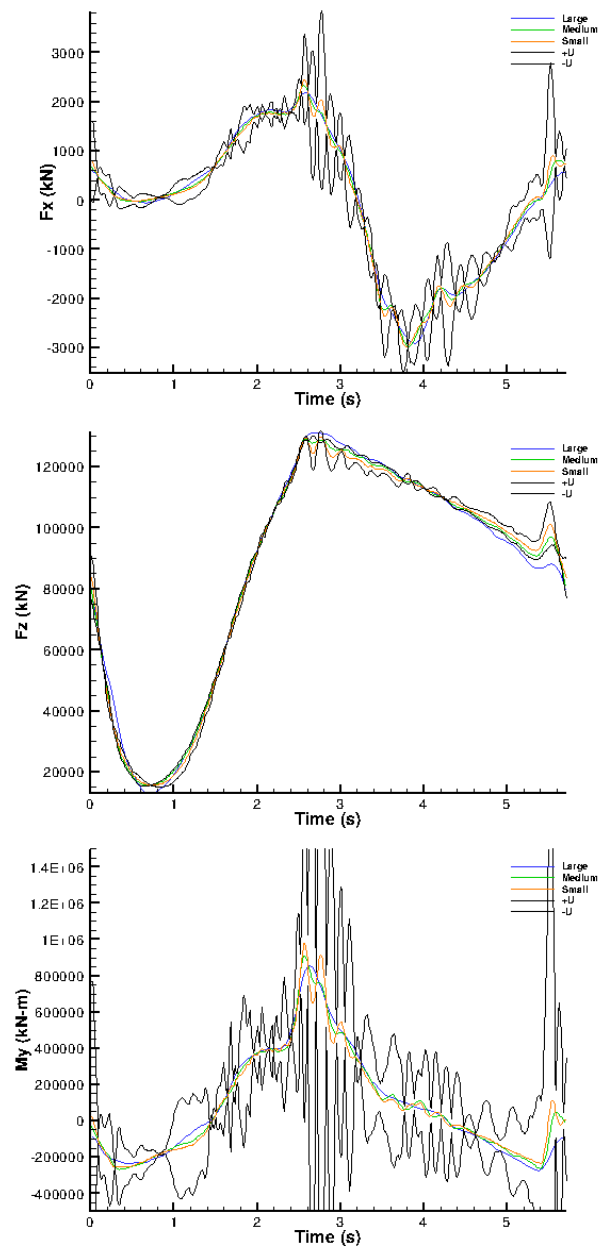 Fx (kN)
3000
2000
1000
0
-1000
-2000
-3000
0 1 2 3 4 5
Time (s)
Large
Medium
Small
+U
-U
Fz (kN)
120000
100000
80000
60000
40000
20000
0 1 2 3 4 5
Time (s)
Large
Medium
Small
+U
-U
My (kN-m)
1.4E+06
1.2E+06
1E+06
800000
600000
400000
200000
0
-200000
-400000
0 1 2 3 4 5
Time (s)
Large
Medium
Small
+U
-U